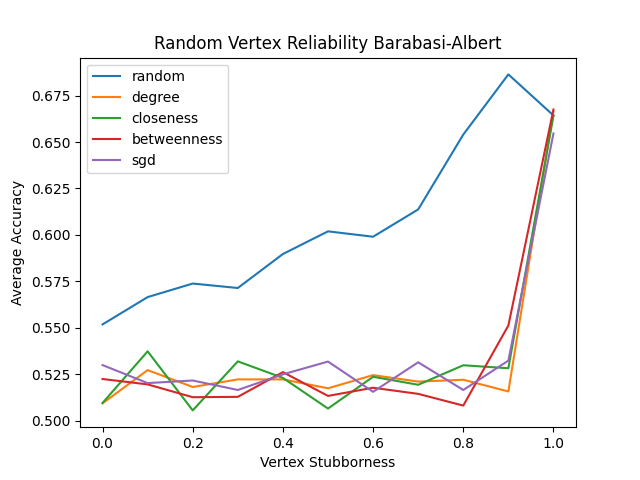 Random Vertex Reliability Barabasi-Albert
random
degree
closeness
betweenness
sgd
0.675
0.650
0.625
0.600
0.575
0.550
0.525
0.500
Average Accuracy
0.0 0.2 0.4 0.6 0.8 1.0
Vertex Stubborness